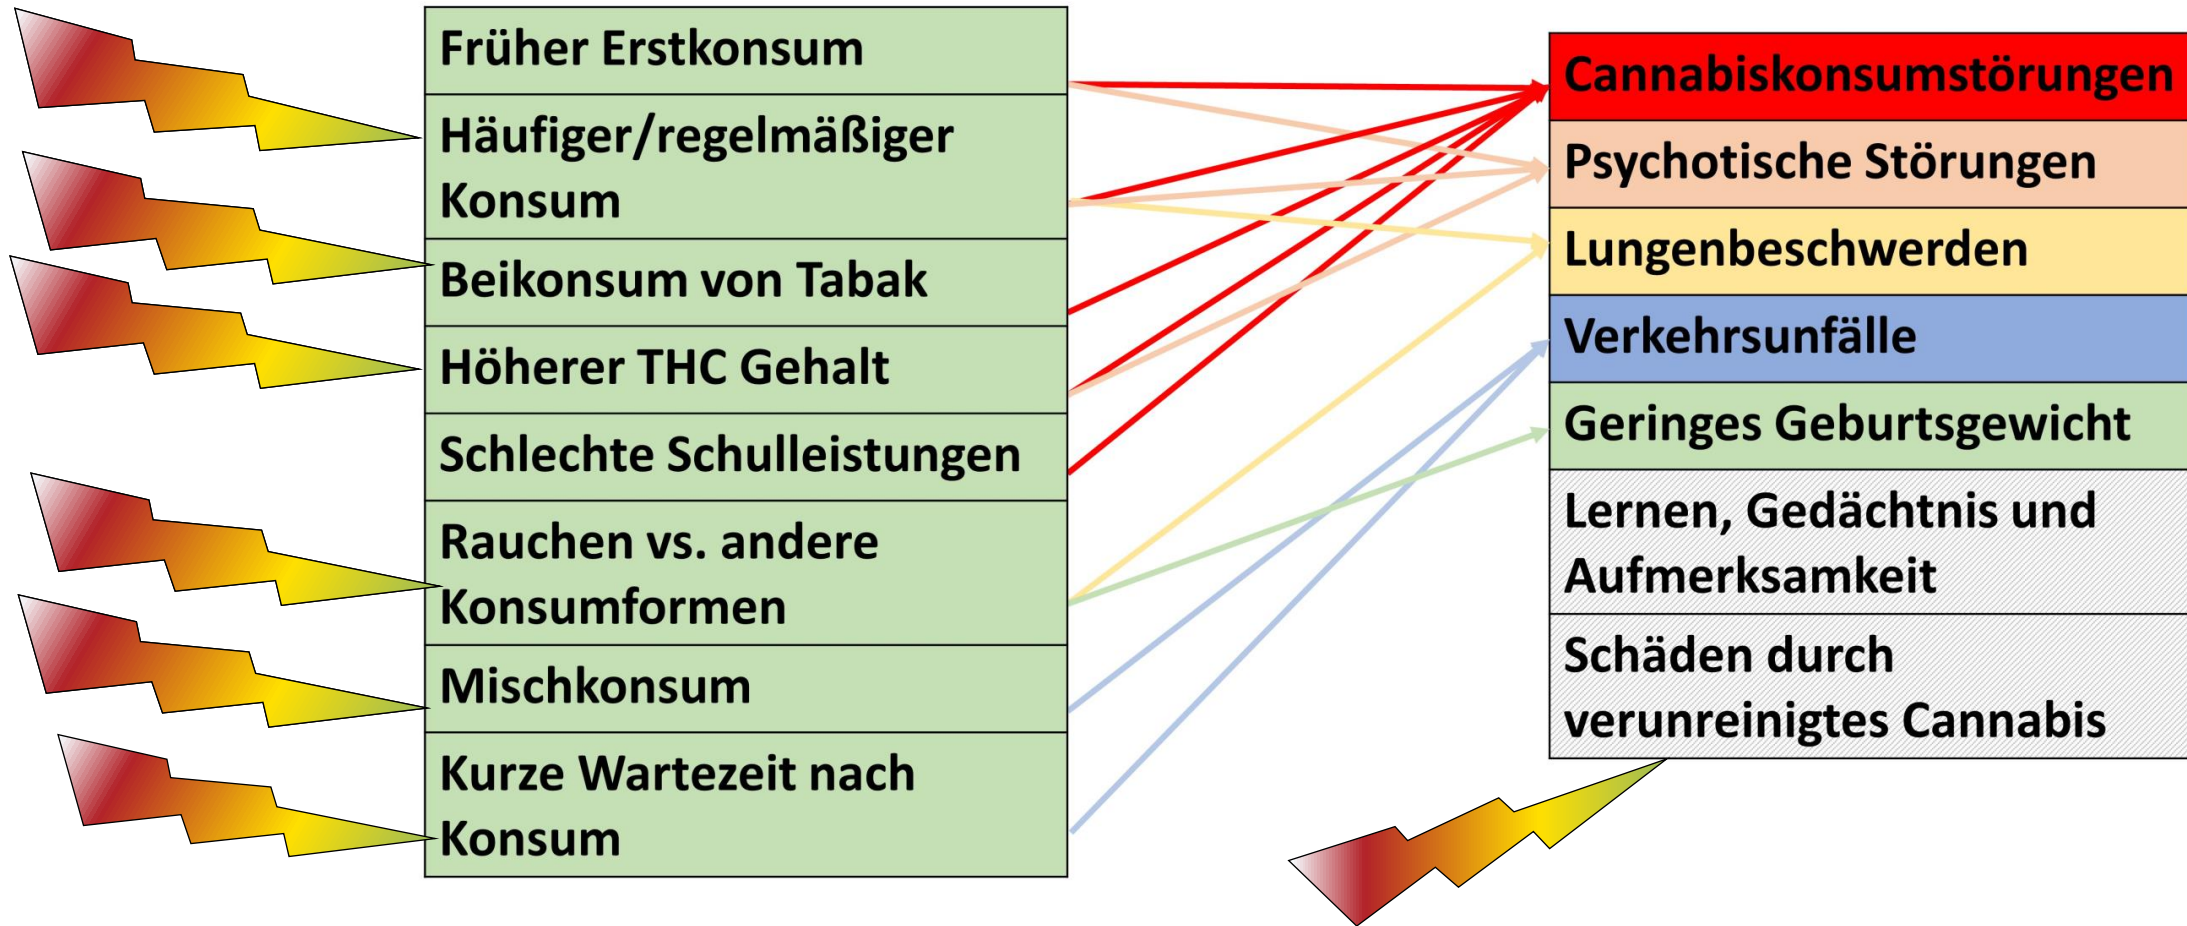 Früher Erstkonsum
Häufiger/regelmäßiger
Konsum
Beikonsum von Tabak
Höherer THC Gehalt
Schlechte Schulleistungen
Rauchen vs. andere
Konsumformen
Mischkonsum
Kurze Wartezeit nach
Konsum
Cannabiskonsumstörungen
Psychotische Störungen
Lungenbeschwerden
Verkehrsunfälle
Geringes Geburtsgewicht
Lernen, Gedächtnis und
Aufmerksamkeit
Schäden durch
verunreinigtes Cannabis